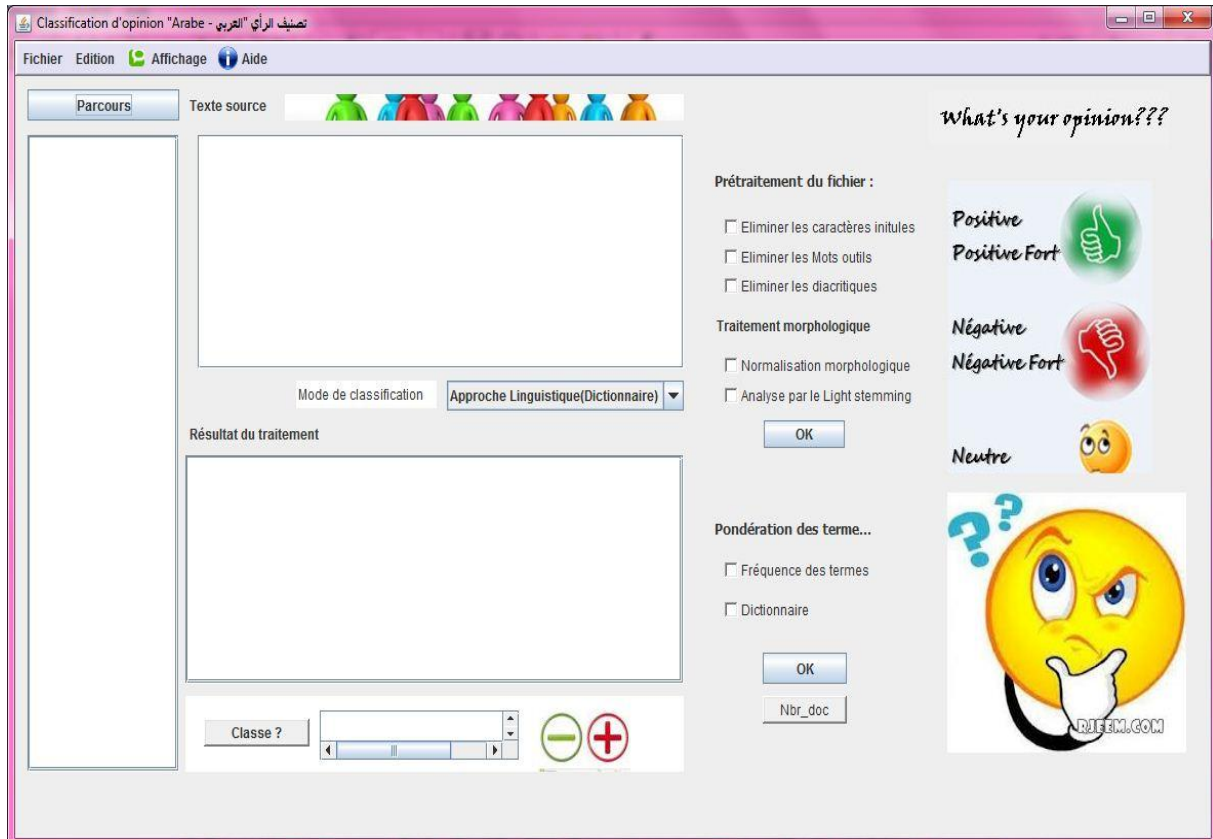 Classification d'opinion "Arabe - تصنيف الرأي "العربي
Fichier Edition Affichage Aide
Parcours
Texte source
Mode de classification
Approche Linguistique(Dictionnaire)
Résultat du traitement
Classe ?
Prétraitement du fichier :
Eliminer les caractères initules
Eliminer les Mots outils
Eliminer les diacritiques
Traitement morphologique
Normalisation morphologique
Analyse par le Light stemming
OK
Pondération des terme...
Fréquence des termes
Dictionnaire
OK
Nbr_doc
What's your opinion???
Positive
Positive Fort
Négative
Négative Fort
Neutre
??
RJEEM.COM